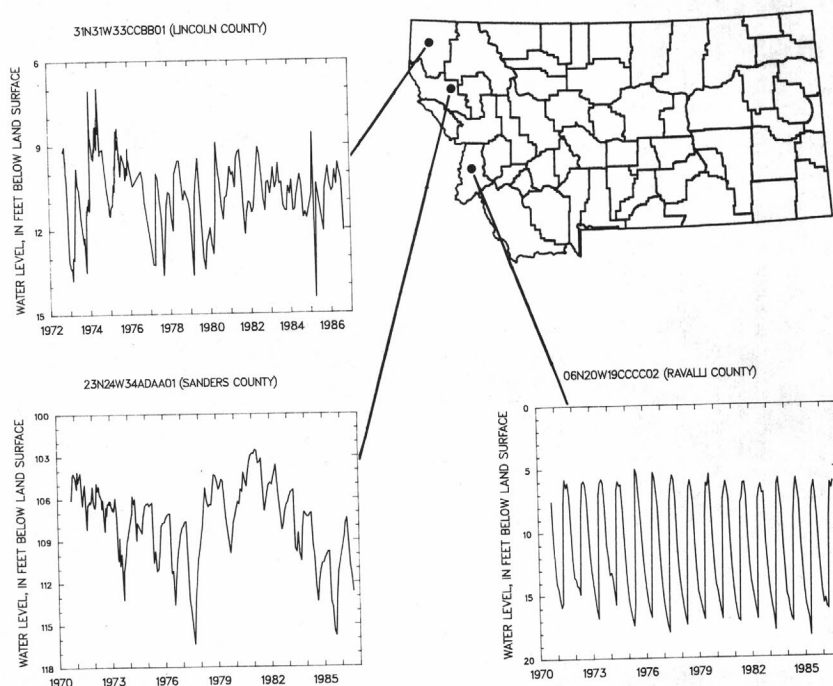 31N31W33CCBB01 (LINCOLN COUNTY)
WATER LEVEL, IN FEET BELOW LAND SURFACE
6
9
12
15
1972 1974 1976 1978 1980 1982 1984 1986
23N24W34ADAA01 (SANDERS COUNTY)
WATER LEVEL, IN FEET BELOW LAND SURFACE
100
103
106
109
112
115
118
1970 1973 1976 1979 1982 1985
06N20W19CCCC02 (RAVALLI COUNTY)
WATER LEVEL, IN FEET BELOW LAND SURFACE
0
5
10
15
20
1970 1973 1976 1979 1982 1985